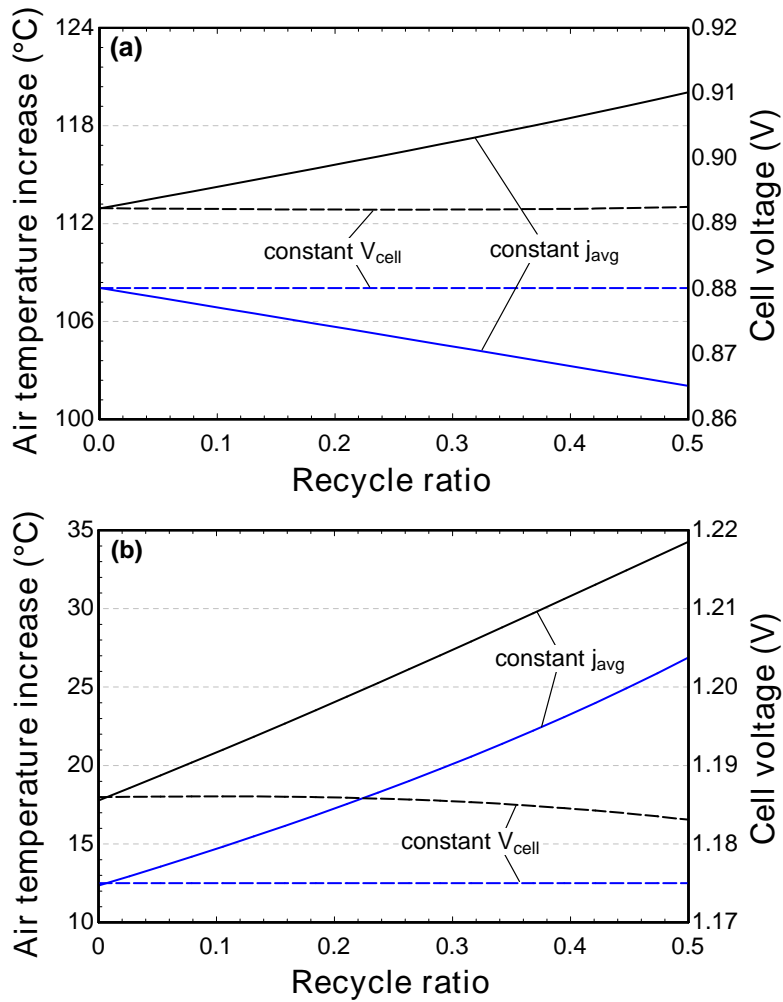 (a)
Air temperature increase (°C)
124
118
112
106
100
0.92
0.91
0.90
0.89
0.88
0.87
0.86
Cell voltage (V)
constant V_cell
constant j_avg
0.0 0.1 0.2 0.3 0.4 0.5
Recycle ratio
(b)
Air temperature increase (°C)
35
30
25
20
15
10
1.22
1.21
1.20
1.19
1.18
1.17
Cell voltage (V)
constant j_avg
constant V_cell
0 0.1 0.2 0.3 0.4 0.5
Recycle ratio